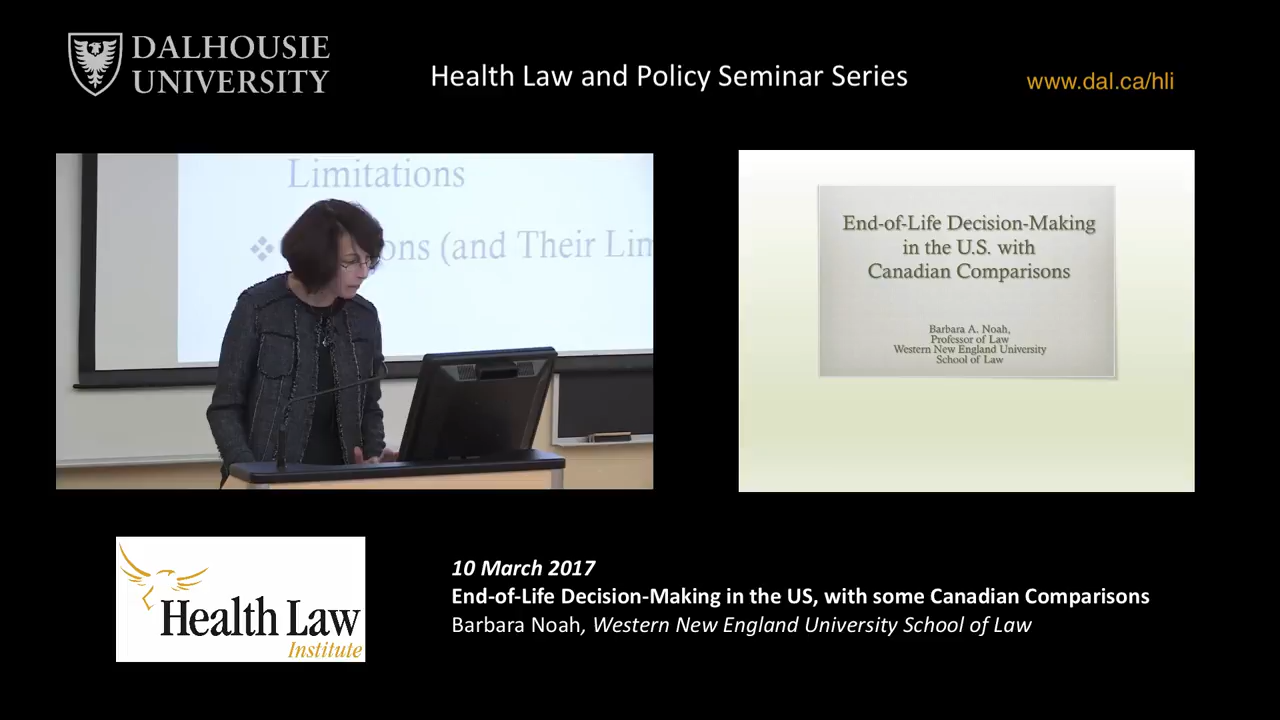 DALHOUSIE
UNIVERSITY
Health Law and Policy Seminar Series
www.dal.ca/hli
Limitations
(and Their
End-of-Life Decision-Making
in the U.S. with
Canadian Comparisons
Barbara A. Noah,
Professor of Law
Western New England University
School of Law
Health Law
Institute
10 March 2017
End-of-Life Decision-Making in the US, with some Canadian Comparisons
Barbara Noah, Western New England University School of Law